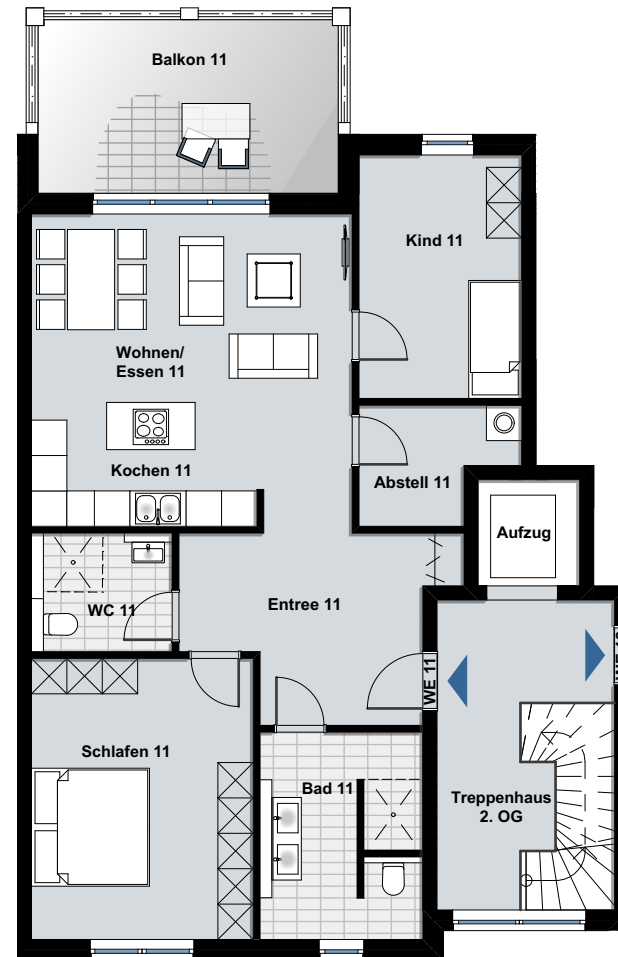 Balkon 11
Kind 11
Wohnen/
Essen 11
Kochen 11
Abstell 11
Aufzug
WC 11
Entree 11
WE 11
Schlafen 11
Bad 11
Treppenhaus
2. OG